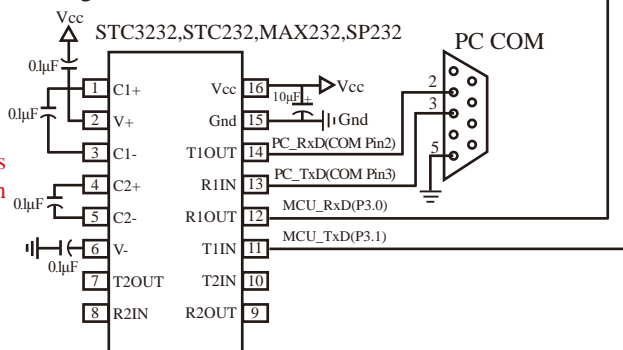 Vcc
STC3232,STC232,MAX232,SP232
PC COM
0.1μF
1 C1+ Vcc 16 Vcc
0.1μF
10μF +
2 V+ Gnd 15 Gnd
3 C1- T1OUT 14 PC_RxD(COM Pin2)
4 C2+ R1IN 13 PC_TxD(COM Pin3)
0.1μF
5 C2- R1OUT 12 MCU_RxD(P3.0)
6 V- T1IN 11 MCU_TxD(P3.1)
0.1μF
7 T2OUT T2IN 10
8 R2IN R2OUT 9
2
3
5
s
n